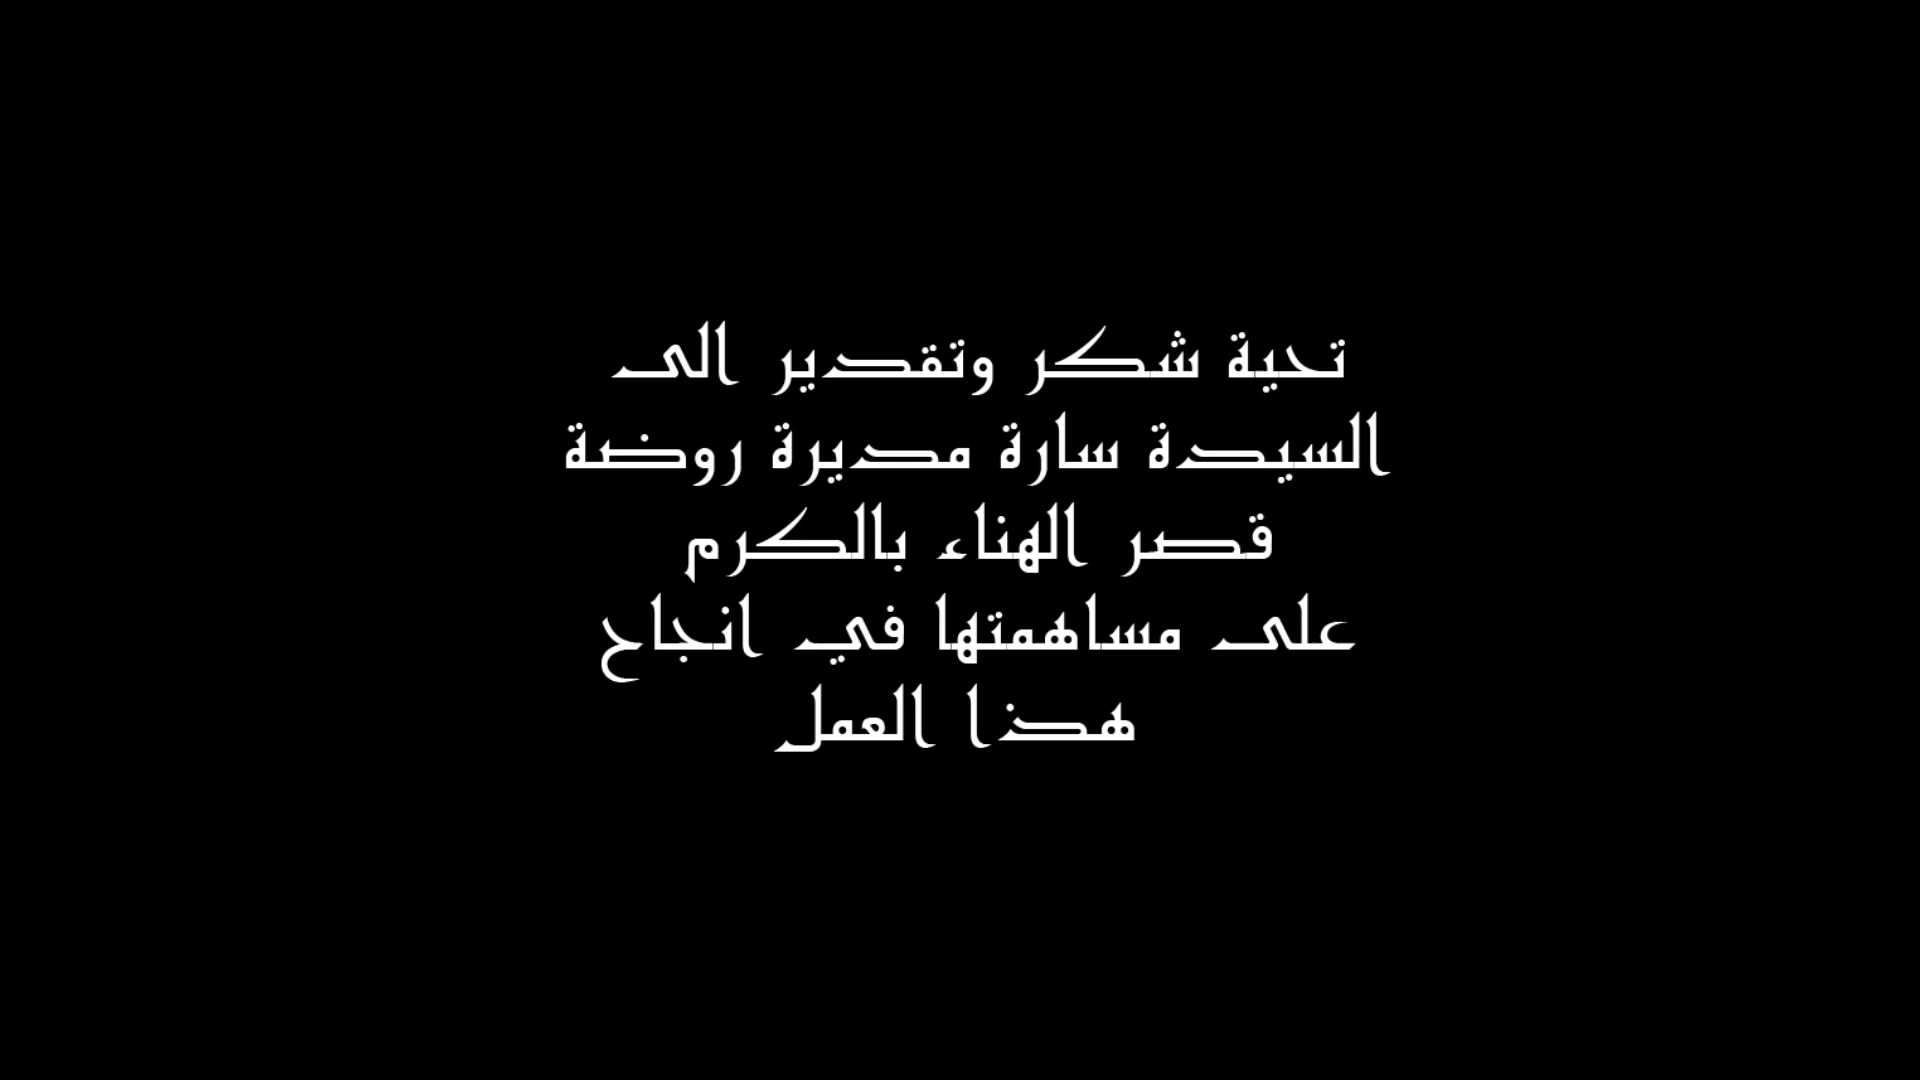 تحية شكر وتقدير الى
السيدة سارة مديرة روضة
قصر الهناء بالكرم
على مساهمتها في انجاح
هذا العمل